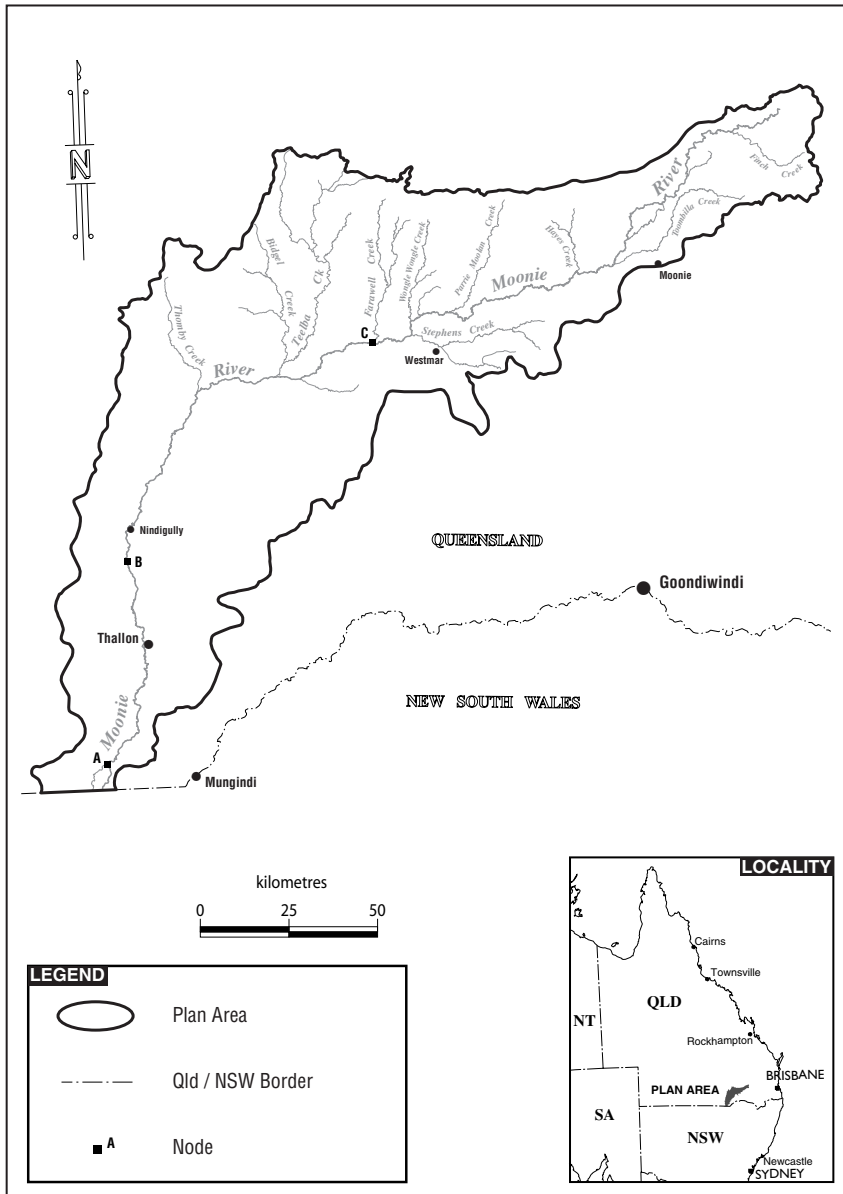 N
River
Finch
Creek
Toombilla Creek
Moonie
Hayes Creek
Parrie Moolan Creek
Moonie
Wongle Wongle Creek
Farawell Creek
Teelba Ck
Bidgel
Creek
Thomby Creek
Stephens Creek
C
Westmar
River
Nindigully
B
QUEENSLAND
Goondiwindi
Thallon
NEW SOUTH WALES
Moonie
A
Mungindi
kilometres
0 25 50
LEGEND
Plan Area
Qld / NSW Border
A Node
LOCALITY
Cairns
Townsville
QLD
NT
Rockhampton
BRISBANE
PLAN AREA
SA
NSW
Newcastle
SYDNEY